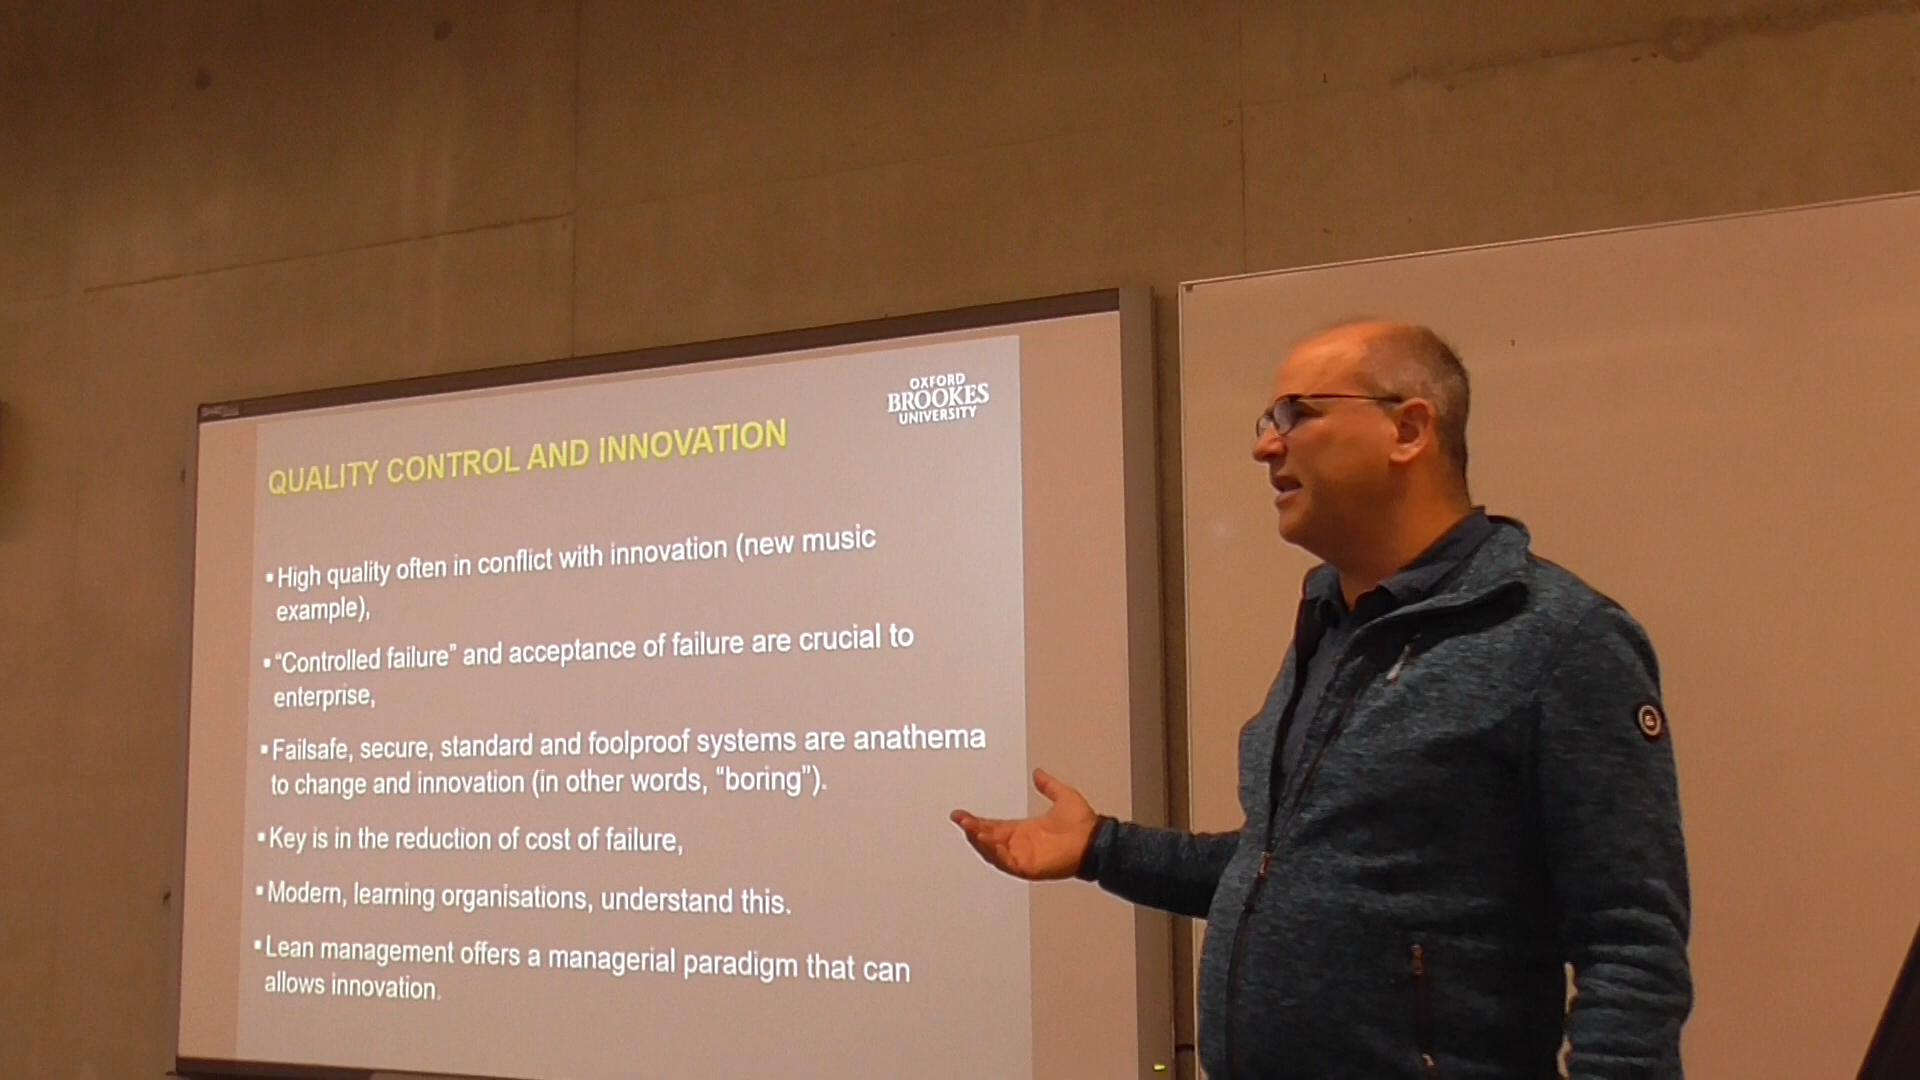 OXFORD
BROOKES
UNIVERSITY
QUALITY CONTROL AND INNOVATION
▪ High quality often in conflict with innovation (new music
example),
▪ “Controlled failure” and acceptance of failure are crucial to
enterprise,
▪ Failsafe, secure, standard and foolproof systems are anathema
to change and innovation (in other words, “boring”).
▪ Key is in the reduction of cost of failure,
▪ Modern, learning organisations, understand this.
▪ Lean management offers a managerial paradigm that can
allows innovation.